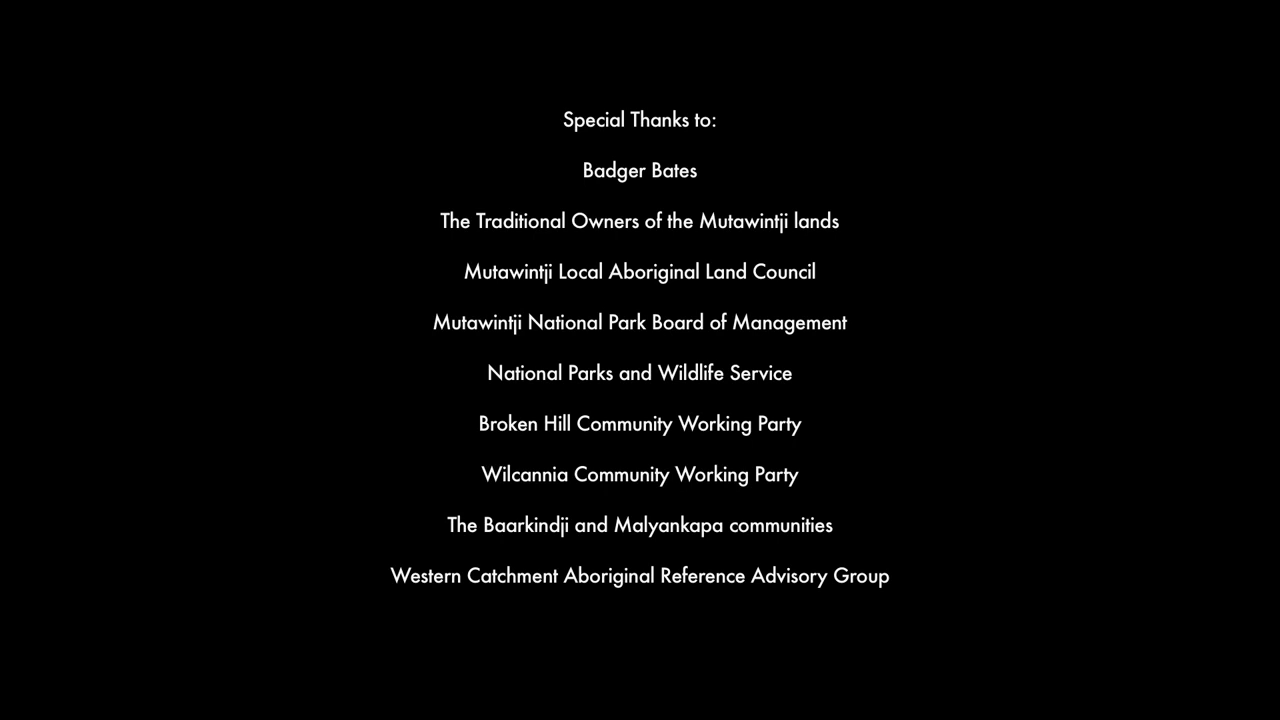 Special Thanks to:
Badger Bates
The Traditional Owners of the Mutawintji lands
Mutawintji Local Aboriginal Land Council
Mutawintji National Park Board of Management
National Parks and Wildlife Service
Broken Hill Community Working Party
Wilcannia Community Working Party
The Baarkindji and Malyankapa communities
Western Catchment Aboriginal Reference Advisory Group